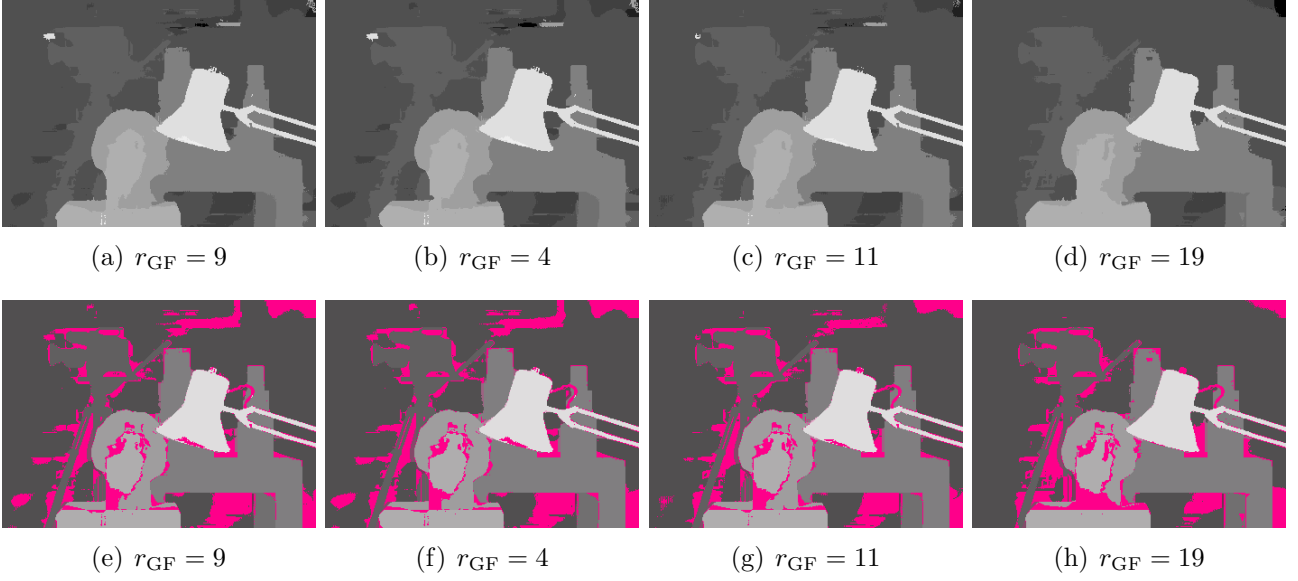 (a) r_GF = 9
(b) r_GF = 4
(c) r_GF = 11
(d) r_GF = 19
(e) r_GF = 9
(f) r_GF = 4
(g) r_GF = 11
(h) r_GF = 19